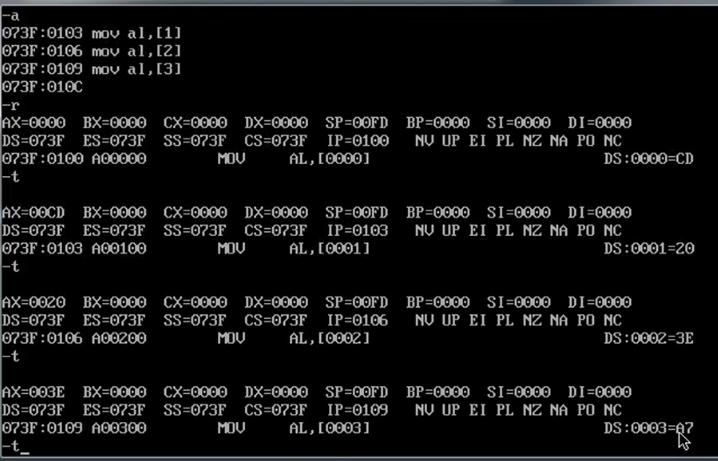 -a
073F:0103 mov al,[1]
073F:0106 mov al,[2]
073F:0109 mov al,[3]
073F:010C
-r
AX=0000 BX=0000 CX=0000 DX=0000 SP=00FD BP=0000 SI=0000 DI=0000
DS=073F ES=073F SS=073F CS=073F IP=0100 NV UP EI PL NZ NA PO NC
073F:0100 A00000 MOV AL,[0000] DS:0000=CD
-t
AX=00CD BX=0000 CX=0000 DX=0000 SP=00FD BP=0000 SI=0000 DI=0000
DS=073F ES=073F SS=073F CS=073F IP=0103 NV UP EI PL NZ NA PO NC
073F:0103 A00100 MOV AL,[0001] DS:0001=20
-t
AX=0020 BX=0000 CX=0000 DX=0000 SP=00FD BP=0000 SI=0000 DI=0000
DS=073F ES=073F SS=073F CS=073F IP=0106 NV UP EI PL NZ NA PO NC
073F:0106 A00200 MOV AL,[0002] DS:0002=3E
-t
AX=003E BX=0000 CX=0000 DX=0000 SP=00FD BP=0000 SI=0000 DI=0000
DS=073F ES=073F SS=073F CS=073F IP=0109 NV UP EI PL NZ NA PO NC
073F:0109 A00300 MOV AL,[0003] DS:0003=A7
-t_